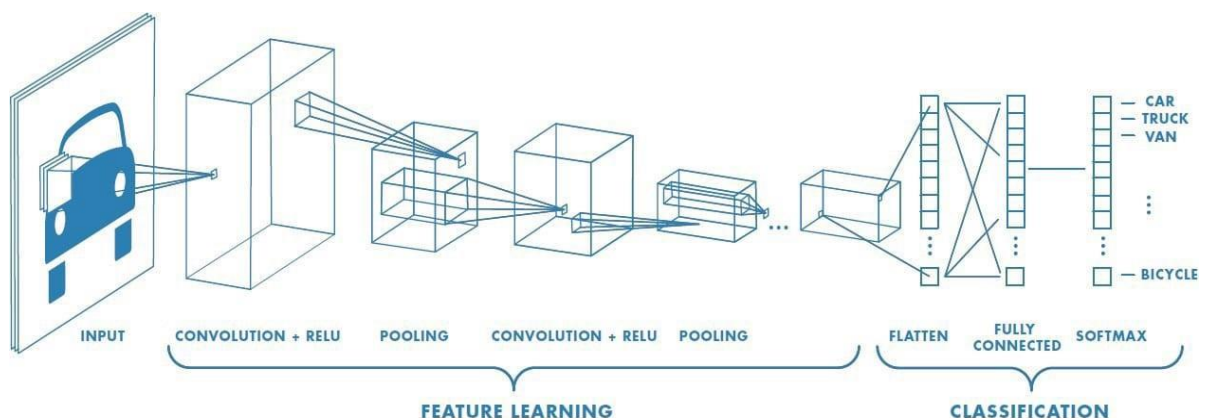 CAR
TRUCK
VAN
BICYCLE
INPUT
CONVOLUTION + RELU
POOLING
CONVOLUTION + RELU
POOLING
FLATTEN
FULLY
CONNECTED
SOFTMAX
FEATURE LEARNING
CLASSIFICATION